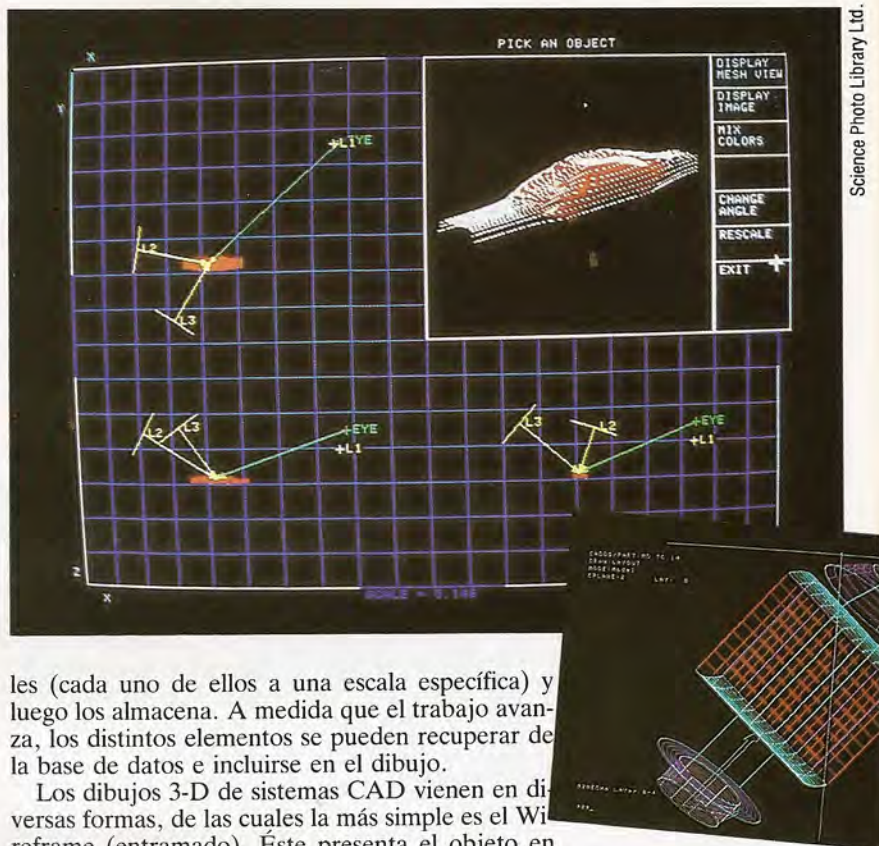 Science Photo Library Ltd.
X
PICK AN OBJECT
Y
DISPLAY
MESH VIEW
DISPLAY
IMAGE
MIX
COLORS
CHANGE
ANGLE
RESCALE
EXIT
L1
EYE
L2
L3
L2
L3
EYE
L1
L3
L2
EYE
L1
Z
X
SCALE =
les (cada uno de ellos a una escala específica) y
luego los almacena. A medida que el trabajo avan-
za, los distintos elementos se pueden recuperar de
la base de datos e incluirse en el dibujo.
Los dibujos 3-D de sistemas CAD vienen en di-
versas formas, de las cuales la más simple es el Wi-
reframe (entramado). Éste presenta el objeto en